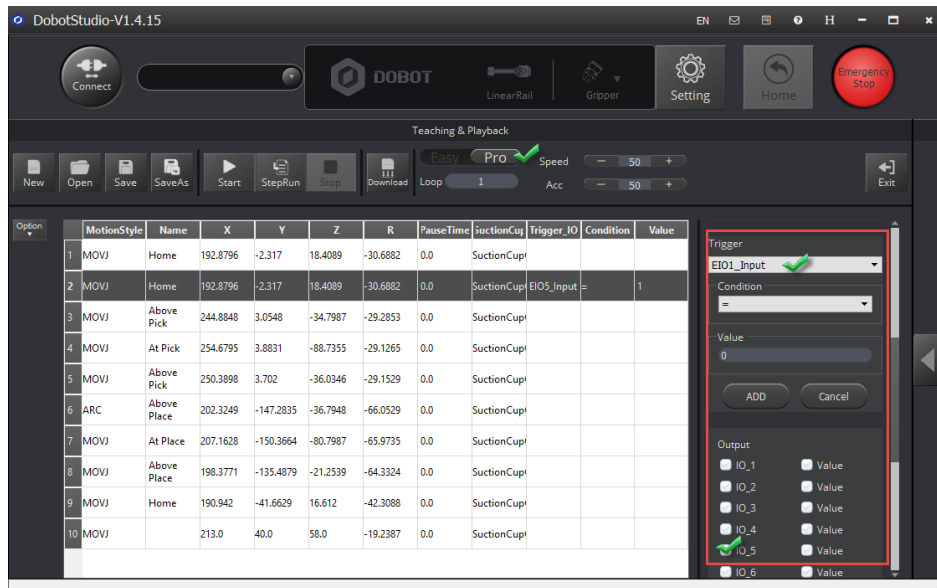 DobotStudio-V1.4.15
EN
H
Connect
DOBOT
LinearRail
Gripper
Setting
Home
Emergency
Stop
Teaching & Playback
New
Open
Save
SaveAs
Start
StepRun
Stop
Download
Easy Pro
Loop 1
Speed − 50 +
Acc − 50 +
Exit
Option
MotionStyle Name X Y Z R PauseTime SuctionCup Trigger_IO Condition Value
1 MOVJ Home 192.8796 -2.317 18.4089 -30.6882 0.0 SuctionCup
2 MOVJ Home 192.8796 -2.317 18.4089 -30.6882 0.0 SuctionCup EIO5_Input = 1
3 MOVJ Above Pick 244.8848 3.0548 -34.7987 -29.2853 0.0 SuctionCup
4 MOVJ At Pick 254.6795 3.8831 -88.7355 -29.1265 0.0 SuctionCup
5 MOVJ Above Pick 250.3898 3.702 -36.0346 -29.1529 0.0 SuctionCup
6 ARC Above Place 202.3249 -147.2835 -36.7948 -66.0529 0.0 SuctionCup
7 MOVJ At Place 207.1628 -150.3664 -80.7987 -65.9735 0.0 SuctionCup
8 MOVJ Above Place 198.3771 -135.4879 -21.2539 -64.3324 0.0 SuctionCup
9 MOVJ Home 190.942 -41.6629 16.612 -42.3088 0.0 SuctionCup
10 MOVJ 213.0 40.0 58.0 -19.2387 0.0 SuctionCup
Trigger
EIO1_Input
Condition
=
Value
0
ADD Cancel
Output
IO_1 Value
IO_2 Value
IO_3 Value
IO_4 Value
IO_5 Value
IO_6 Value